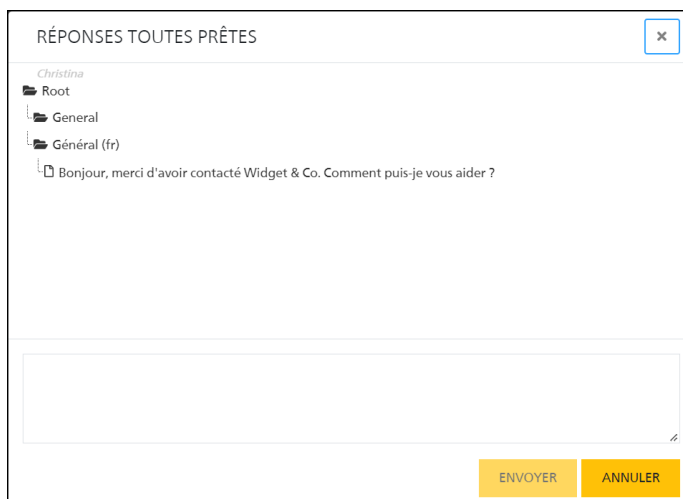 RÉPONSES TOUTES PRÊTES
Christina
Root
General
Général (fr)
Bonjour, merci d'avoir contacté Widget & Co. Comment puis-je vous aider ?
ENVOYER
ANNULER